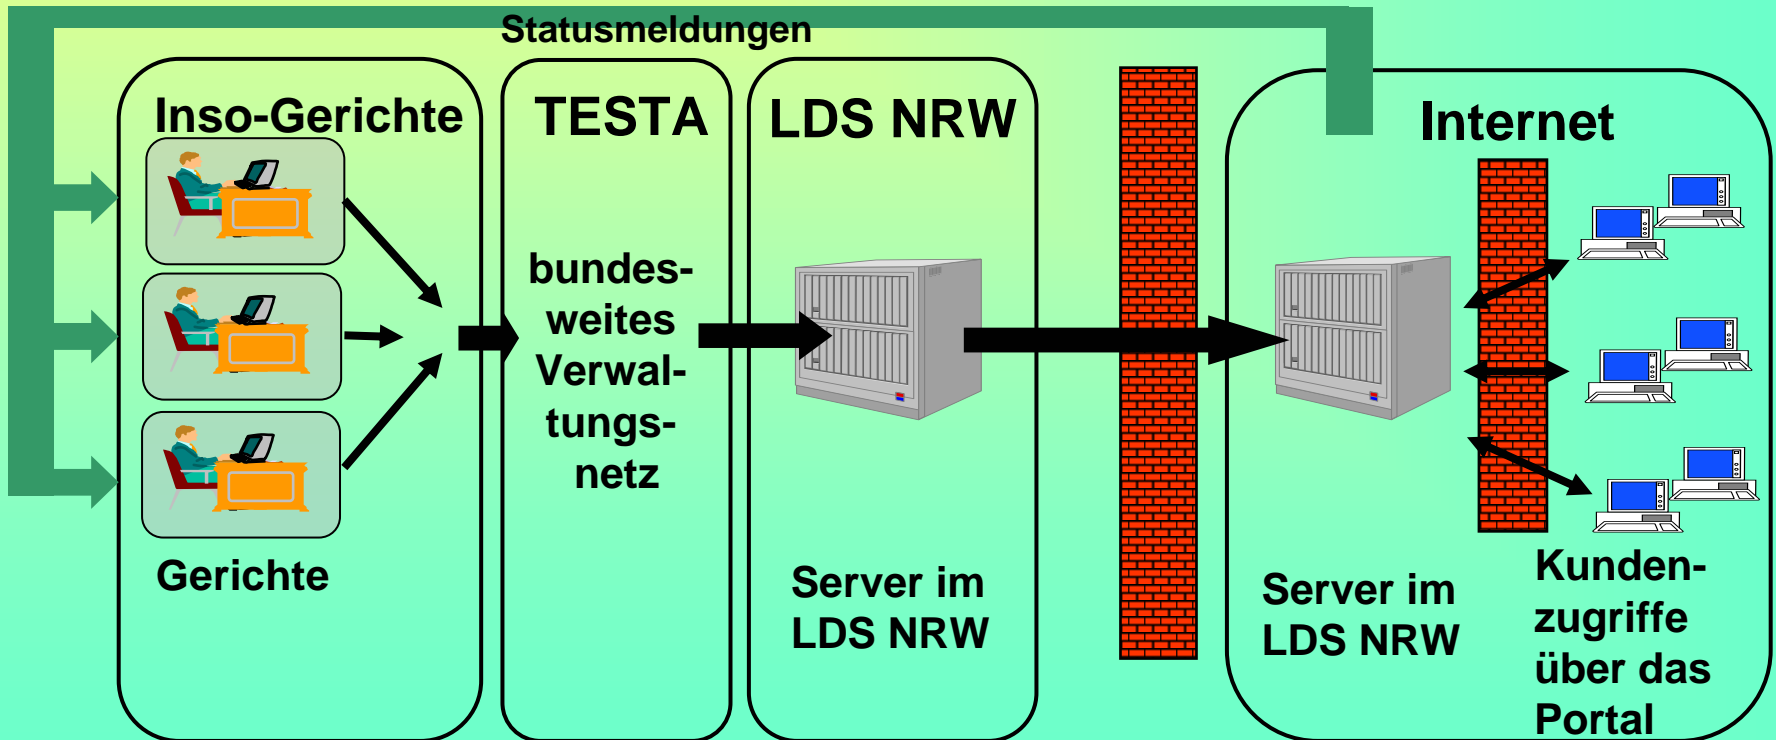 Statusmeldungen
Inso-Gerichte
Gerichte
TESTA
bundes-
weites
Verwal-
tungs-
netz
LDS NRW
Server im
LDS NRW
Internet
Server im
LDS NRW
Kunden-
zugriffe
über das
Portal